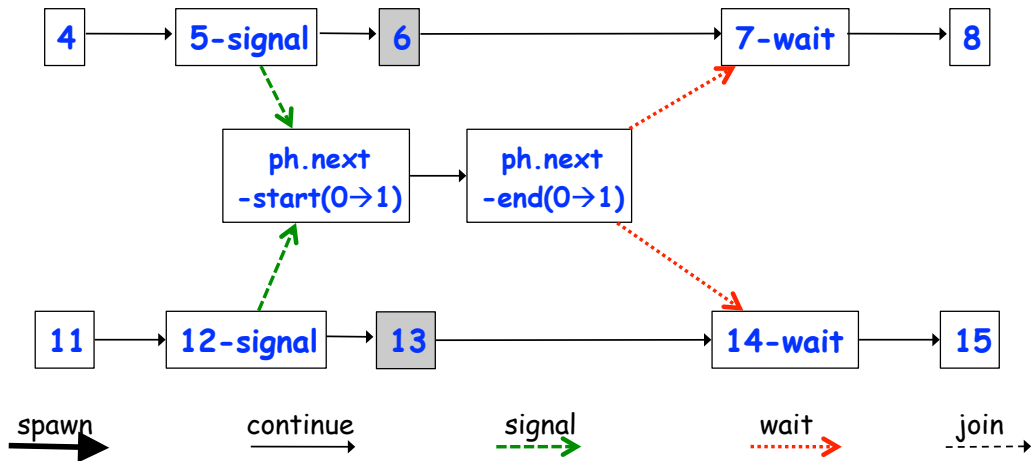 4
5-signal
6
7-wait
8
ph.next
-start(0→1)
ph.next
-end(0→1)
11
12-signal
13
14-wait
15
spawn
continue
signal
wait
join